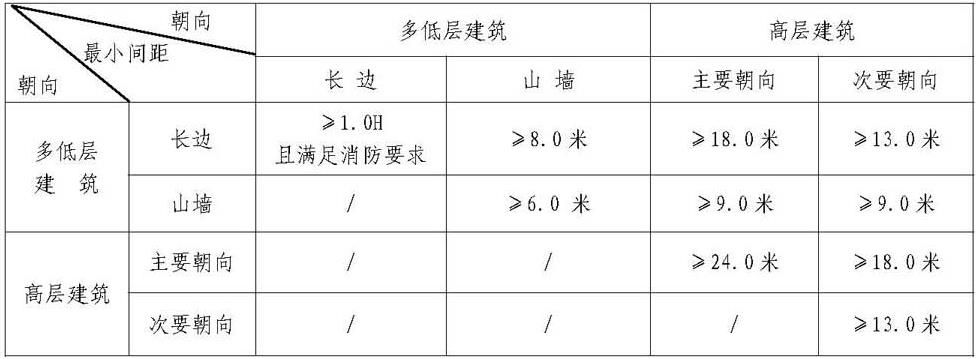 朝向
最小间距
朝向
多低层建筑
高层建筑
长 边
山 墙
主要朝向
次要朝向
多低层
建 筑
长边
≥1.0H
且满足消防要求
≥8.0米
≥18.0米
≥13.0米
山墙
/
≥6.0 米
≥9.0米
≥9.0米
高层建筑
主要朝向
/
/
≥24.0米
≥18.0米
次要朝向
/
/
/
≥13.0米